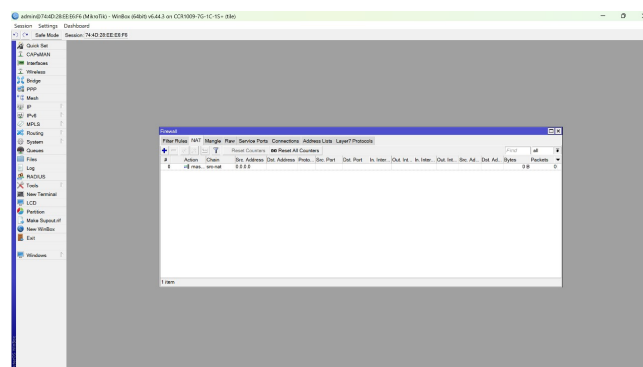 admin@74:4D:28:EE:E6:F6 (MikroTik) - WinBox (64bit) v6.44.3 on CCR1009-7G-1C-1S+ (tile)
Session Settings Dashboard
Safe Mode Session: 74:4D:28:EE:E6:F6
Quick Set
CAPsMAN
Interfaces
Wireless
Bridge
PPP
Mesh
IP
IPv6
MPLS
Routing
System
Queues
Files
Log
RADIUS
Tools
New Terminal
LCD
Partition
Make Supout.rif
New WinBox
Exit
Windows
Firewall
Filter Rules NAT Mangle Raw Service Ports Connections Address Lists Layer7 Protocols
Reset Counters 00 Reset All Counters Find all
# Action Chain Src. Address Dst. Address Proto... Src. Port Dst. Port In. Inter... Out. Int... In. Inter... Out. Int... Src. Ad... Dst. Ad... Bytes Packets
0 mas... srcnat 0.0.0.0 0 B 0
1 item